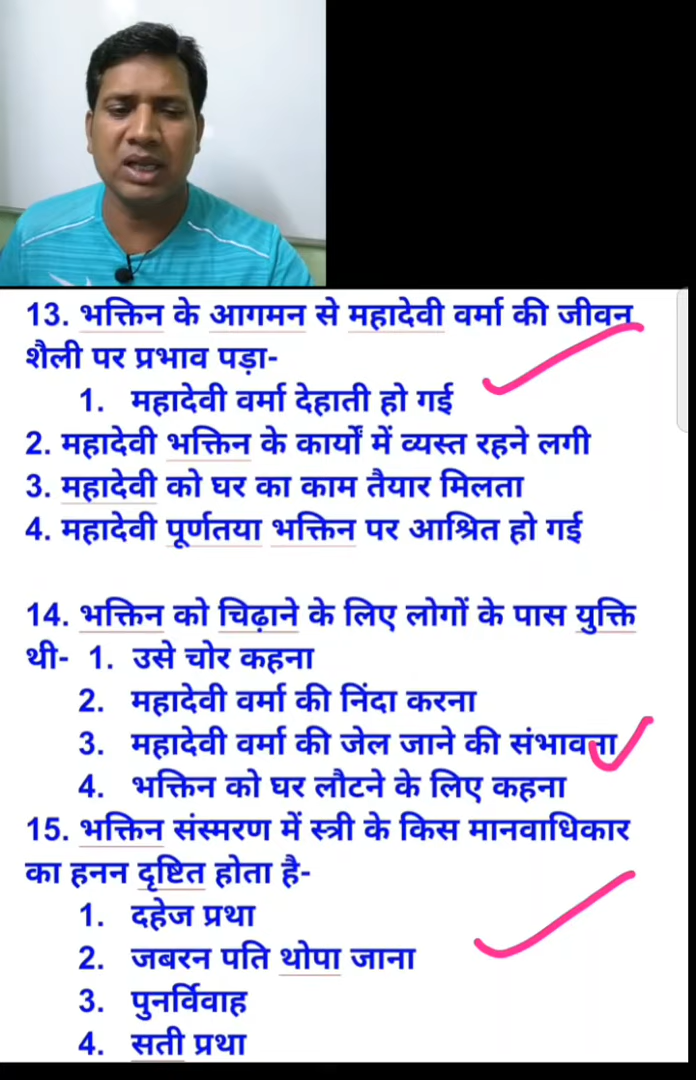 13. भक्तिन के आगमन से महादेवी वर्मा की जीवन
शैली पर प्रभाव पड़ा-
1. महादेवी वर्मा देहाती हो गई
2. महादेवी भक्तिन के कार्यों में व्यस्त रहने लगी
3. महादेवी को घर का काम तैयार मिलता
4. महादेवी पूर्णतया भक्तिन पर आश्रित हो गई
14. भक्तिन को चिढ़ाने के लिए लोगों के पास युक्ति
थी- 1. उसे चोर कहना
2. महादेवी वर्मा की निंदा करना
3. महादेवी वर्मा की जेल जाने की संभावना
4. भक्तिन को घर लौटने के लिए कहना
15. भक्तिन संस्मरण में स्त्री के किस मानवाधिकार
का हनन दृष्टित होता है-
1. दहेज प्रथा
2. जबरन पति थोपा जाना
3. पुनर्विवाह
4. सती प्रथा